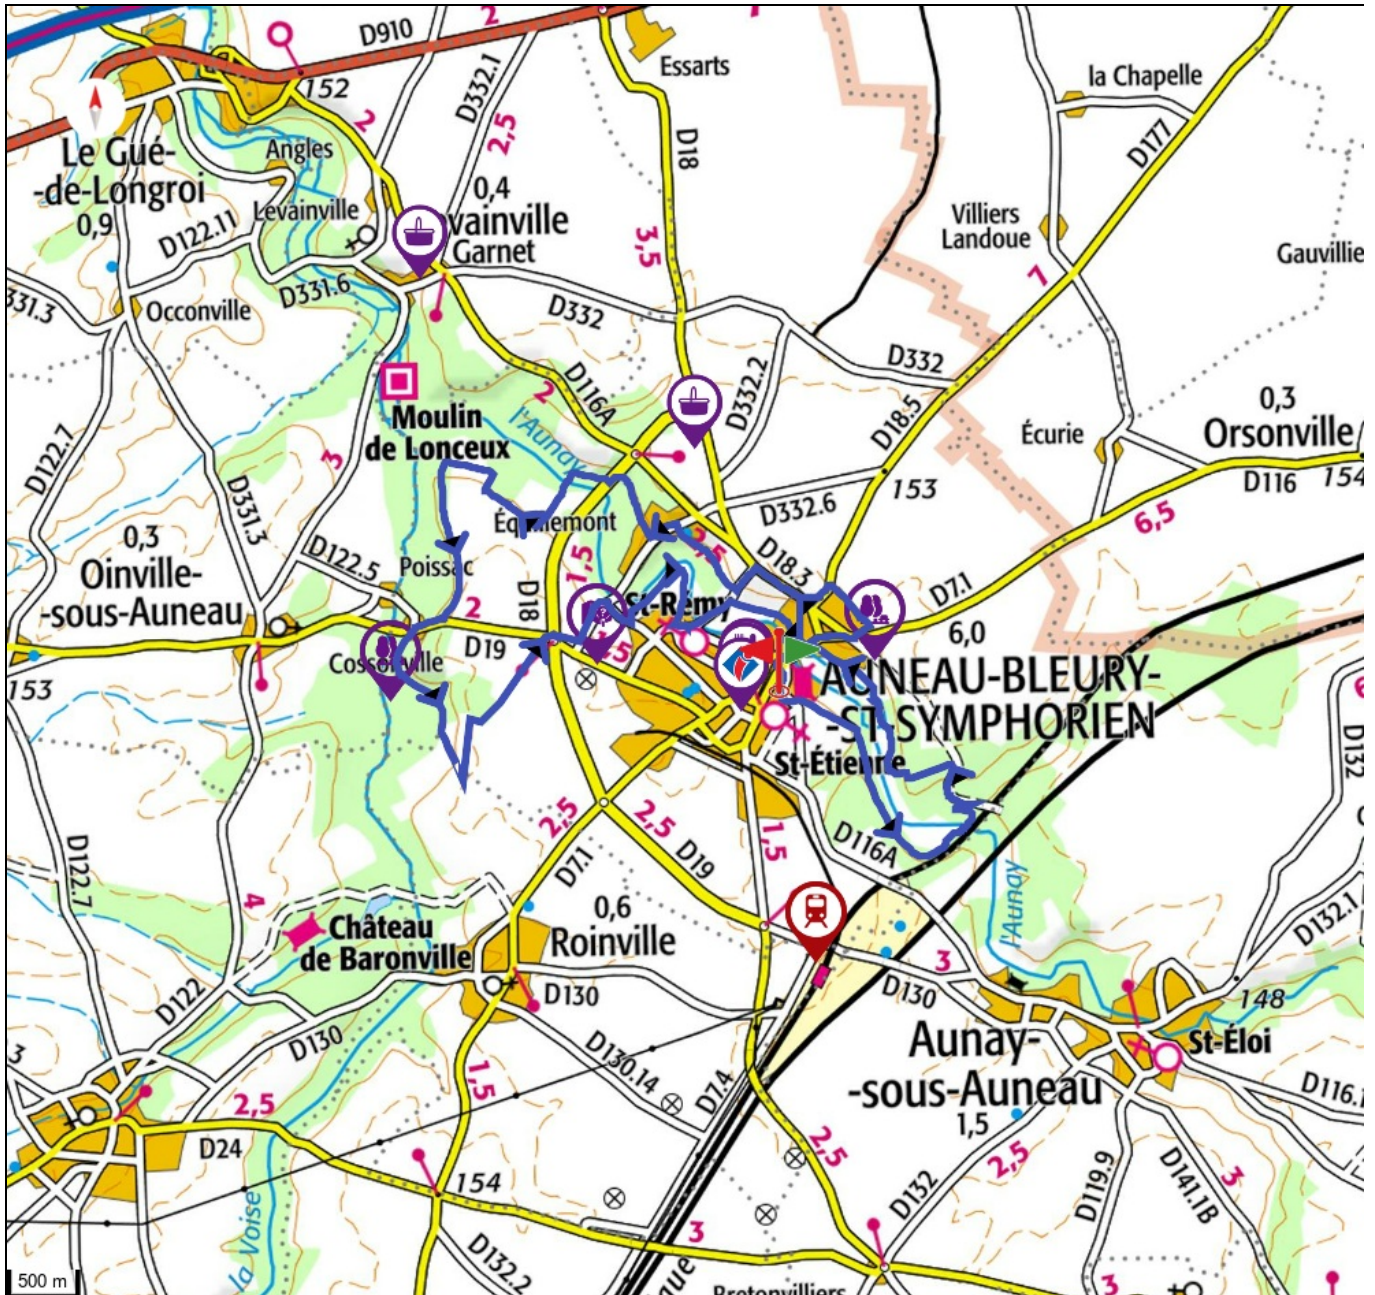 D910
2
152
2
D332.1
2,5
Essarts
D18
la Chapelle
D177
Le Gué-
-de-Longroi
0,9
Angles
Levainville
D122.11
D331.6
0,4
vainville
Garnet
3,5
Villiers
Landoue
7
Gauvillie
331.3
Occonville
D332
D332
D332.2
D116A
2
l'Aunay
Moulin
de Lonceux
3
D18.5
Écurie
0,3
Orsonville
D116
154
D122.7
D331.3
153
D332.6
6,5
0,3
Oinville-
-sous-Auneau
D122.5
Poissac
Équillemont
1,5
2,5
D18.3
D7.1
6,0
D18
2
D19
Cossonville
St-Rémy
153
AUNEAU-BLEURY-
-ST-SYMPHORIEN
St-Étienne
D132
2,5
2,5
D19
1,5
D116A
D7.1
D122.7
4
l'Aunay
D132.1
Château
de Baronville
0,6
Roinville
D130
3
D130
148
D122
D130
Aunay-
-sous-Auneau
1,5
St-Éloi
D130.14
D7.4
D116.1
1,5
2,5
D24
2,5
2,5
D132
D119.9
D141.1B
3
154
la Voise
D132.2
3
Bretonvilliers
3
500 m